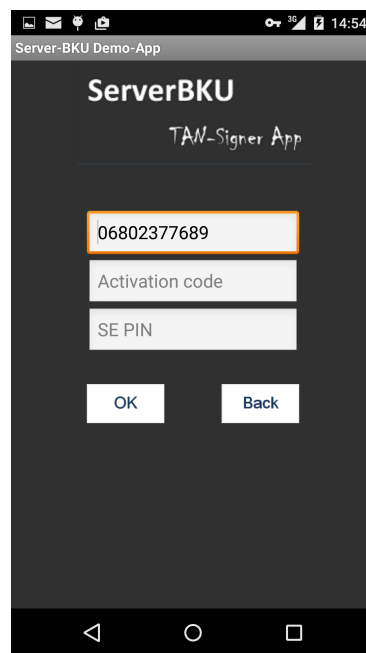 3G 14:54
Server-BKU Demo-App
ServerBKU
TAN-Signer App
06802377689
Activation code
SE PIN
OK Back